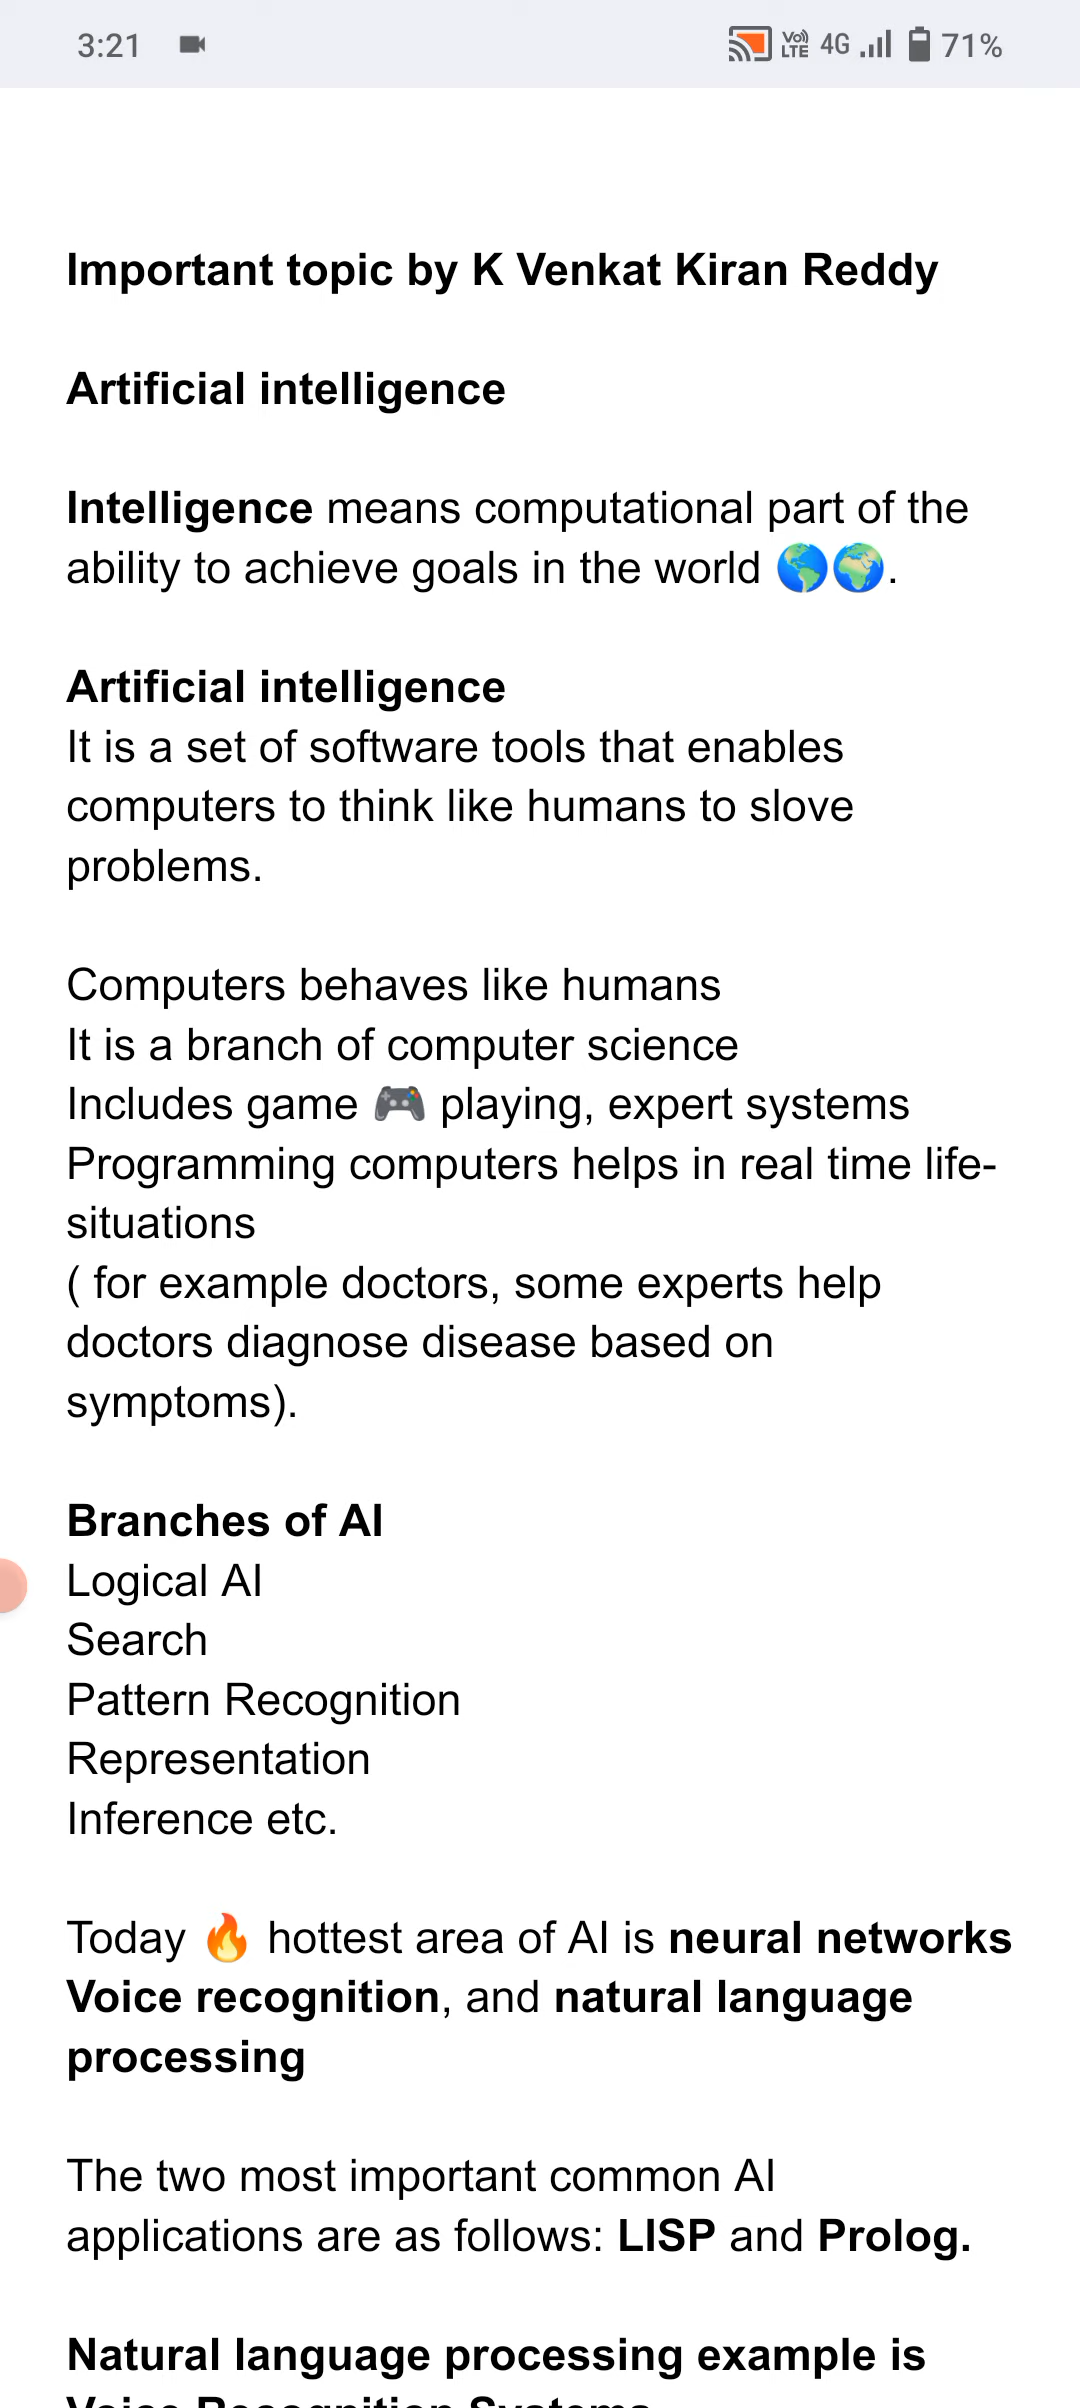 3:21
Vo) LTE 4G 71%
Important topic by K Venkat Kiran Reddy
Artificial intelligence
Intelligence means computational part of the
ability to achieve goals in the world 🌎🌍.
Artificial intelligence
It is a set of software tools that enables
computers to think like humans to slove
problems.
Computers behaves like humans
It is a branch of computer science
Includes game 🎮 playing, expert systems
Programming computers helps in real time life-
situations
( for example doctors, some experts help
doctors diagnose disease based on
symptoms).
Branches of AI
Logical AI
Search
Pattern Recognition
Representation
Inference etc.
Today 🔥 hottest area of AI is neural networks
Voice recognition, and natural language
processing
The two most important common AI
applications are as follows: LISP and Prolog.
Natural language processing example is
Voice Recognition Systems